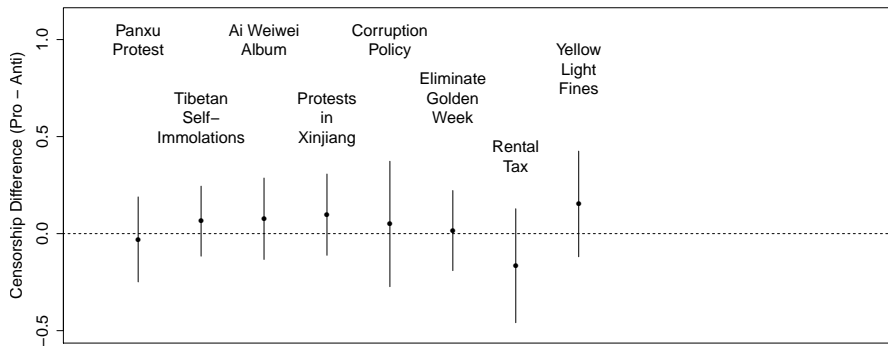 Censorship Difference (Pro − Anti)
1.0
0.5
0.0
−0.5
Panxu
Protest
Tibetan
Self−
Immolations
Ai Weiwei
Album
Protests
in
Xinjiang
Corruption
Policy
Eliminate
Golden
Week
Rental
Tax
Yellow
Light
Fines